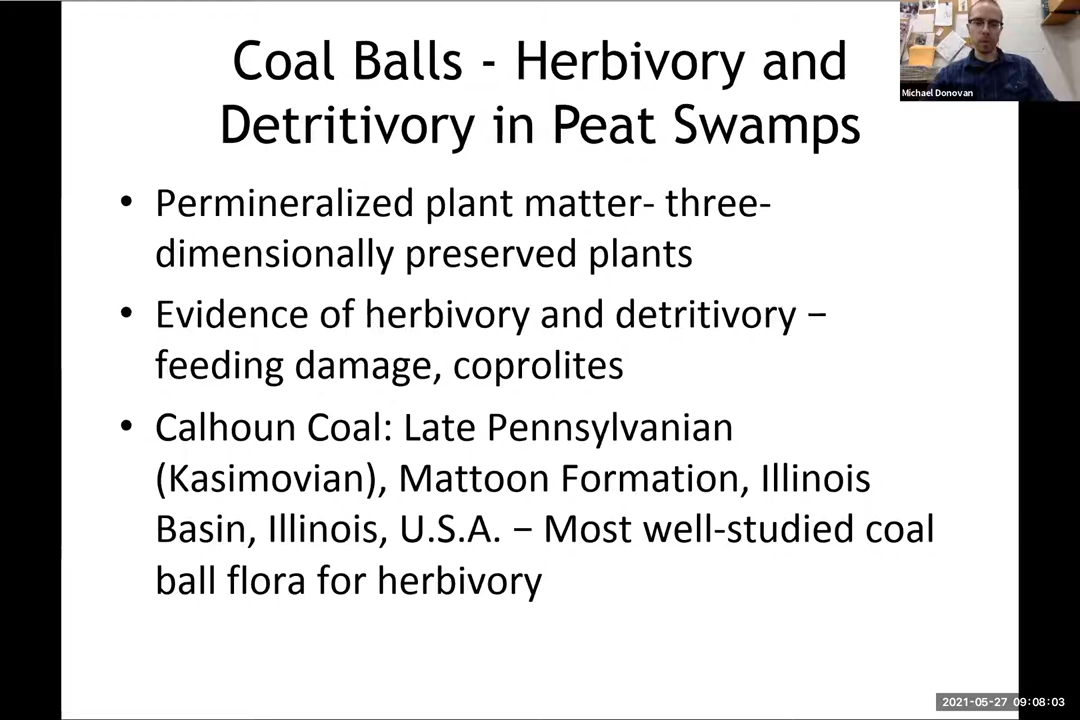 Coal Balls - Herbivory and
Detritivory in Peat Swamps
Michael Donovan
• Permineralized plant matter- three-
dimensionally preserved plants
• Evidence of herbivory and detritivory –
feeding damage, coprolites
• Calhoun Coal: Late Pennsylvanian
(Kasimovian), Mattoon Formation, Illinois
Basin, Illinois, U.S.A. – Most well-studied coal
ball flora for herbivory
2021-05-27 09:08:03